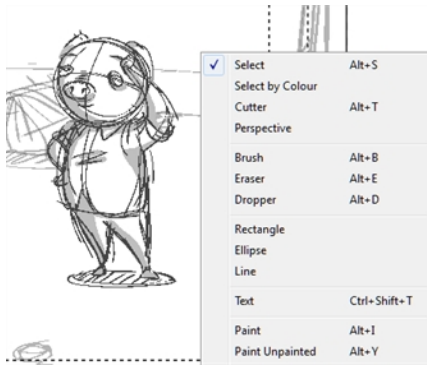 Select Alt+S
Select by Colour
Cutter Alt+T
Perspective
Brush Alt+B
Eraser Alt+E
Dropper Alt+D
Rectangle
Ellipse
Line
Text Ctrl+Shift+T
Paint Alt+I
Paint Unpainted Alt+Y